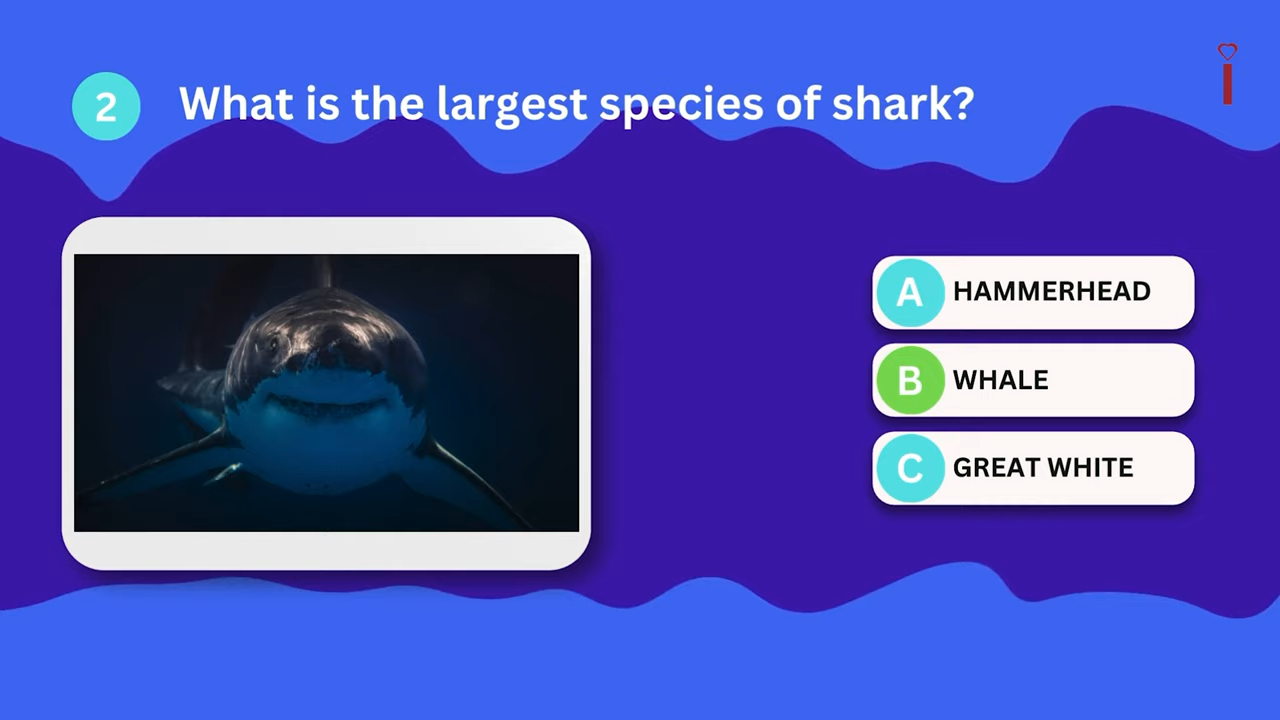 2
What is the largest species of shark?
A HAMMERHEAD
B WHALE
C GREAT WHITE